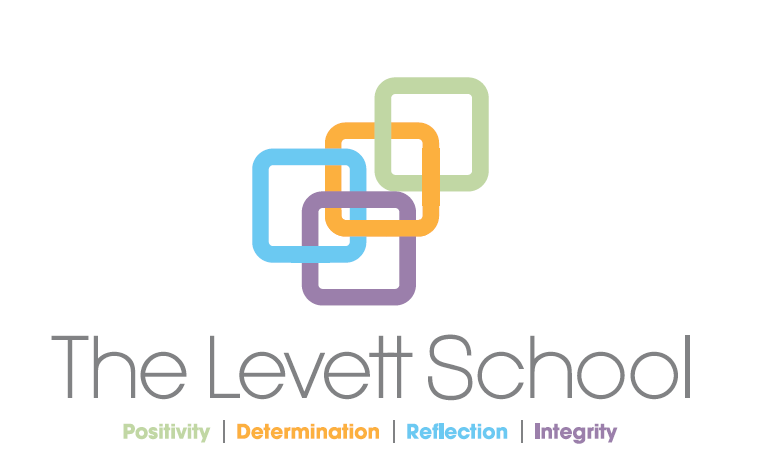 The Levett School
Positivity | Determination | Reflection | Integrity